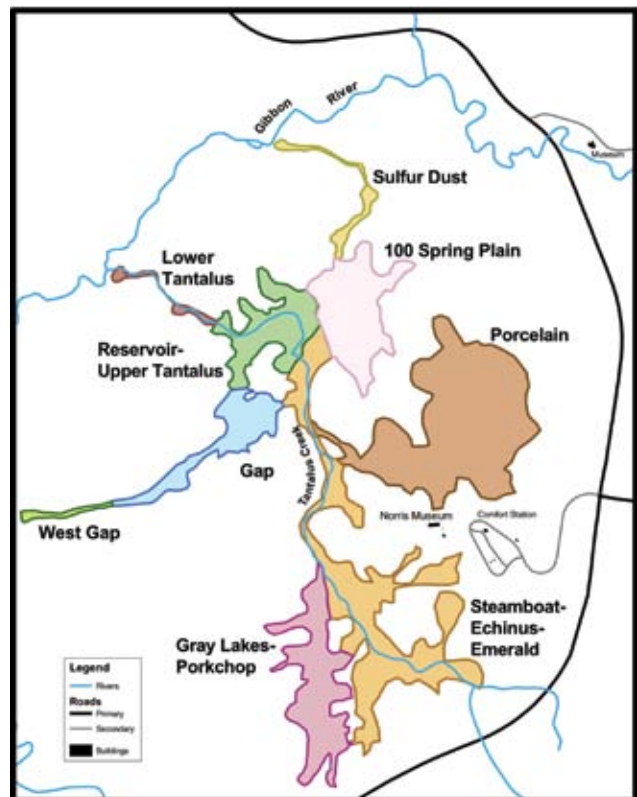 Gibbon River
Museum
Sulfur Dust
100 Spring Plain
Lower
Tantalus
Porcelain
Reservoir-
Upper Tantalus
Tantalus Creek
Gap
Norris Museum
Comfort Station
West Gap
Steamboat-
Echinus-
Emerald
Gray Lakes-
Porkchop
Legend
Rivers
Roads
Primary
Secondary
Buildings